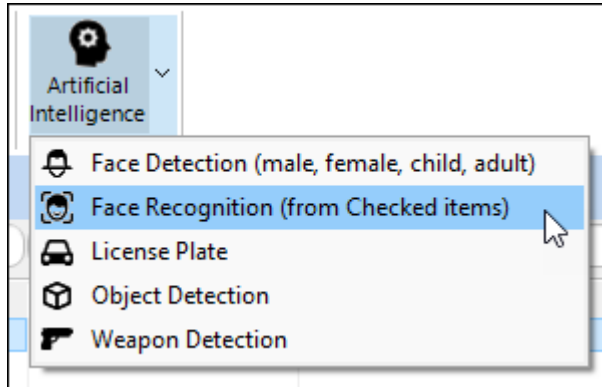 Artificial
Intelligence
Face Detection (male, female, child, adult)
Face Recognition (from Checked items)
License Plate
Object Detection
Weapon Detection